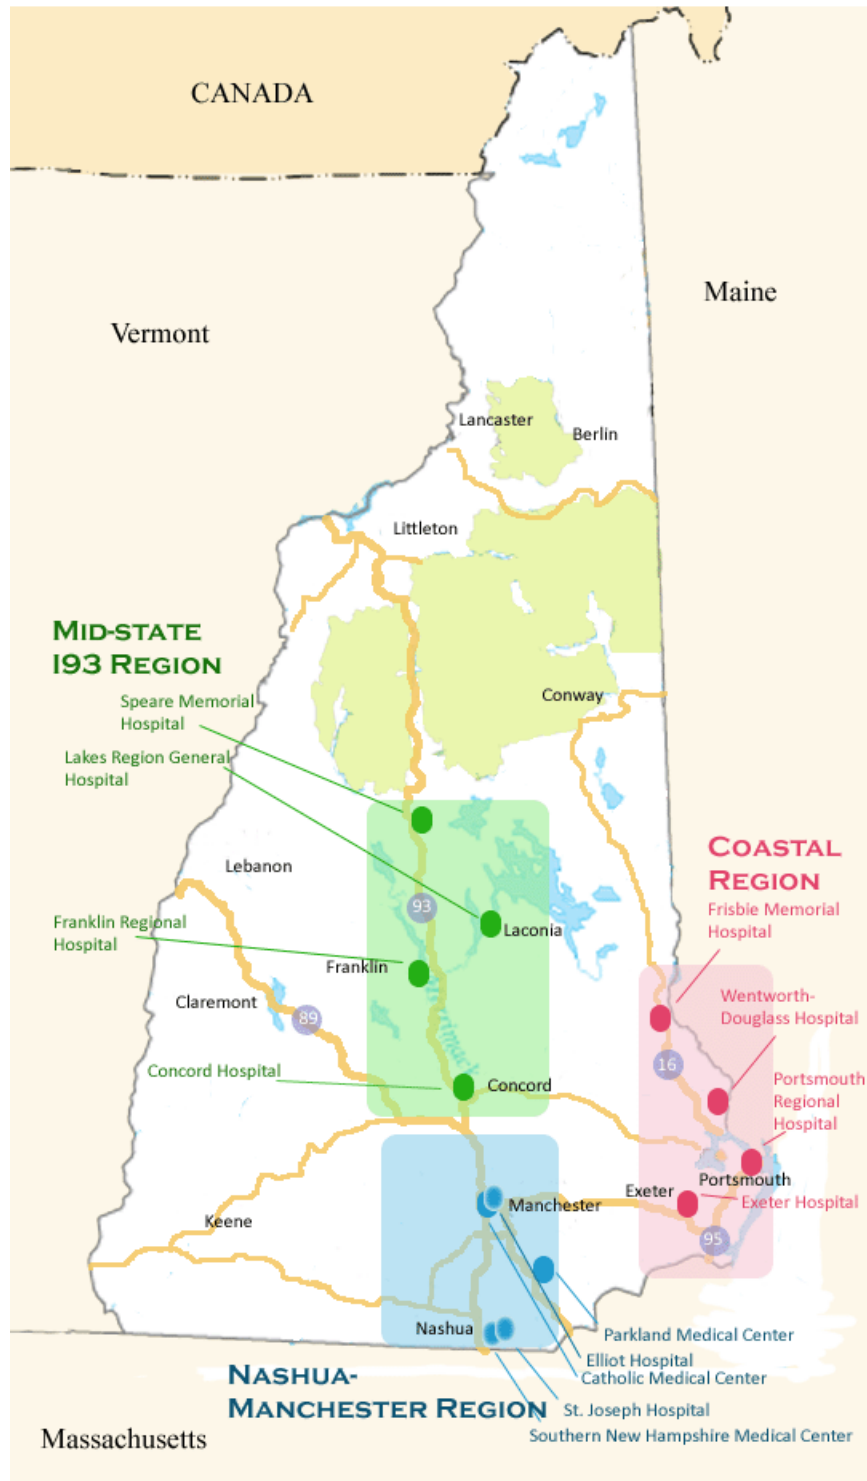 CANADA
Maine
Vermont
Lancaster
Berlin
Littleton
MID-STATE
I93 REGION
Conway
Speare Memorial
Hospital
Lakes Region General
Hospital
COASTAL
REGION
Lebanon
93
Frisbie Memorial
Hospital
Franklin Regional
Hospital
Laconia
Franklin
Claremont
89
Wentworth-
Douglass Hospital
Merrimack
16
Concord Hospital
Concord
Portsmouth
Regional
Hospital
Portsmouth
Exeter
Exeter Hospital
Manchester
Keene
95
Nashua
Parkland Medical Center
Elliot Hospital
Catholic Medical Center
NASHUA-
MANCHESTER REGION
St. Joseph Hospital
Southern New Hampshire Medical Center
Massachusetts